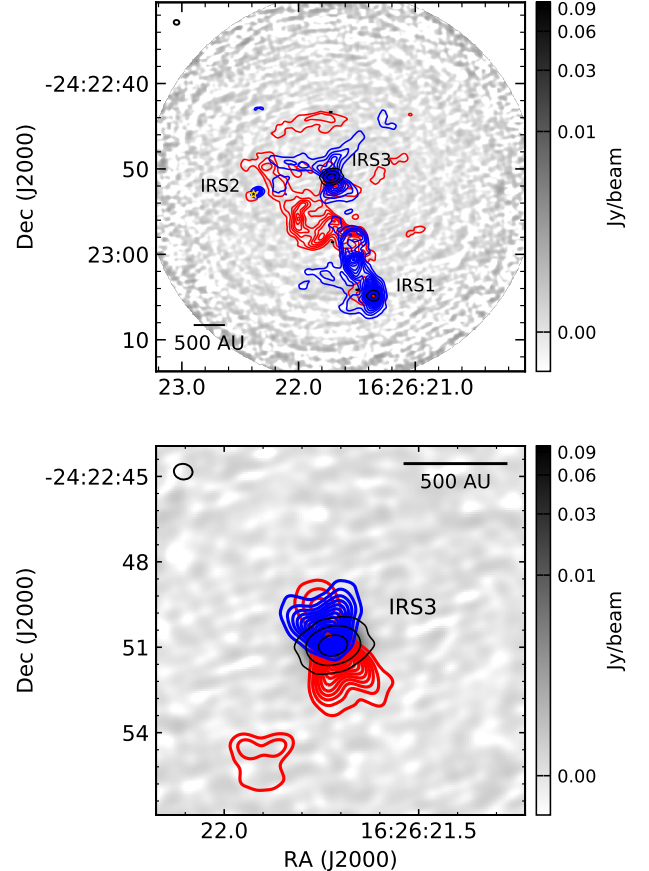 0.09
0.06
0.03
0.01
0.00
Jy/beam
-24:22:40
50
23:00
10
Dec (J2000)
IRS3
IRS2
IRS1
500 AU
23.0 22.0 16:26:21.0
0.09
0.06
0.03
0.01
0.00
Jy/beam
-24:22:45
48
51
54
Dec (J2000)
500 AU
IRS3
22.0 16:26:21.5
RA (J2000)